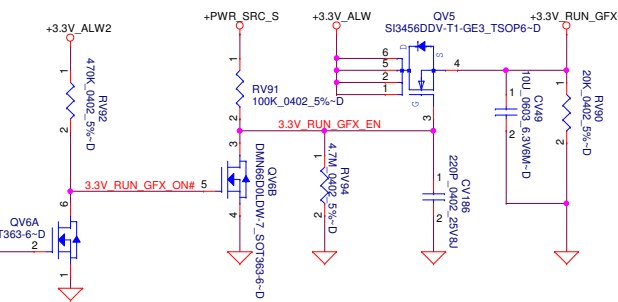 +3.3V_ALW2
+PWR_SRC_S
+3.3V_ALW
QV5
SI3456DDV-T1-GE3_TSOP6~D
+3.3V_RUN_GFX
1
RV92
470K_0402_5%~D
2
1
RV91
100K_0402_5%~D
2
6
5
2
1
D
S
G
4
3
1
CV49
10U_0603_6.3V6M~D
2
1
RV90
20K_0402_5%~D
2
3.3V_RUN_GFX_EN
3
QV6B
DMN66D0LDW-7_SOT363-6~D
5
4
3.3V_RUN_GFX_ON#
1
RV94
4.7M_0402_5%~D
2
1
CV186
220P_0402_25V8J
2
6
QV6A
T363-6~D
2
1